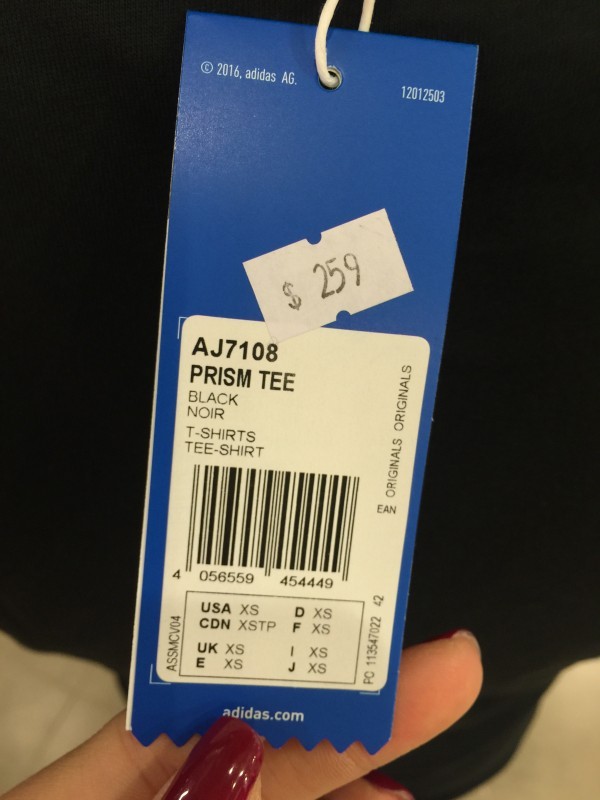 © 2016, adidas AG.
12012503
$ 259
AJ7108
PRISM TEE
BLACK
NOIR
T-SHIRTS
TEE-SHIRT
ORIGINALS ORIGINALS
EAN
4 056559 454449
USA XS D XS
CDN XSTP F XS
UK XS I XS
E XS J XS
ASSMCV04
PO 113547022 42
adidas.com